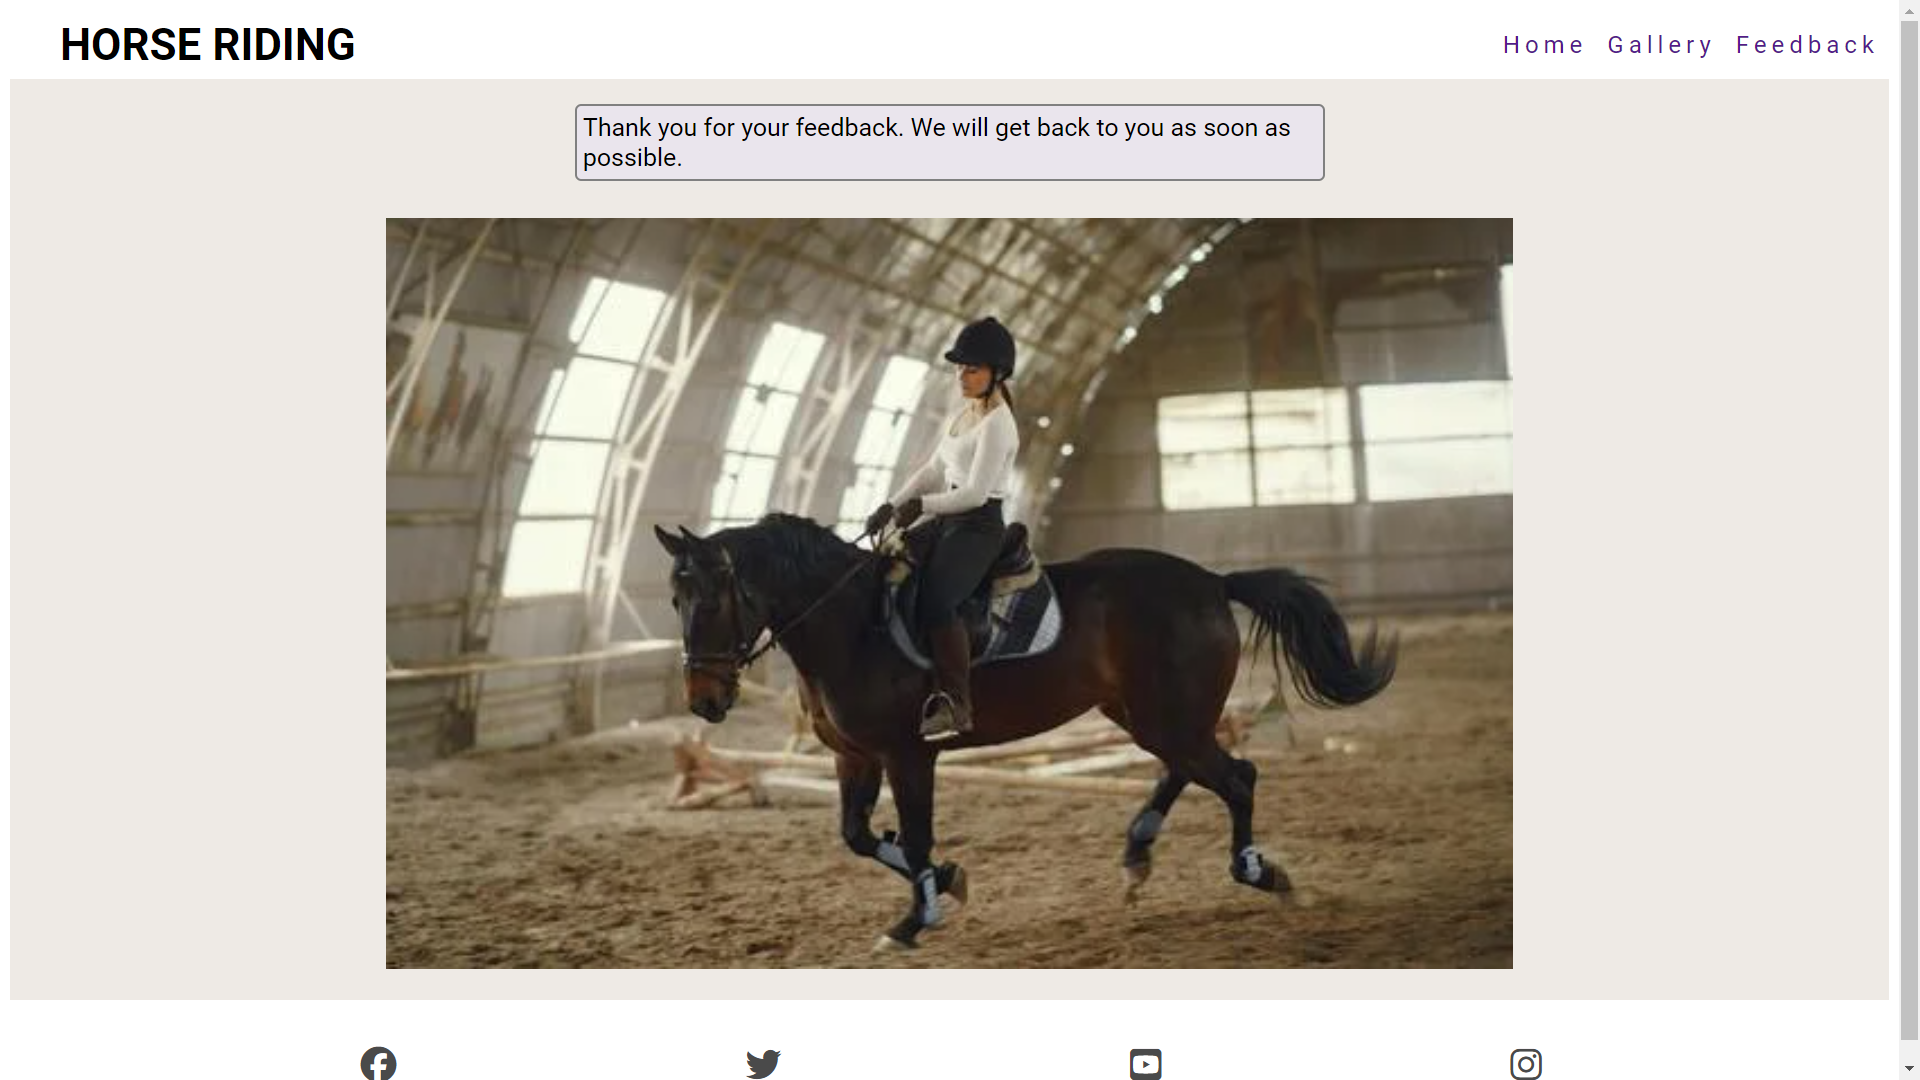 HORSE RIDING
Home Gallery Feedback
Thank you for your feedback. We will get back to you as soon as
possible.